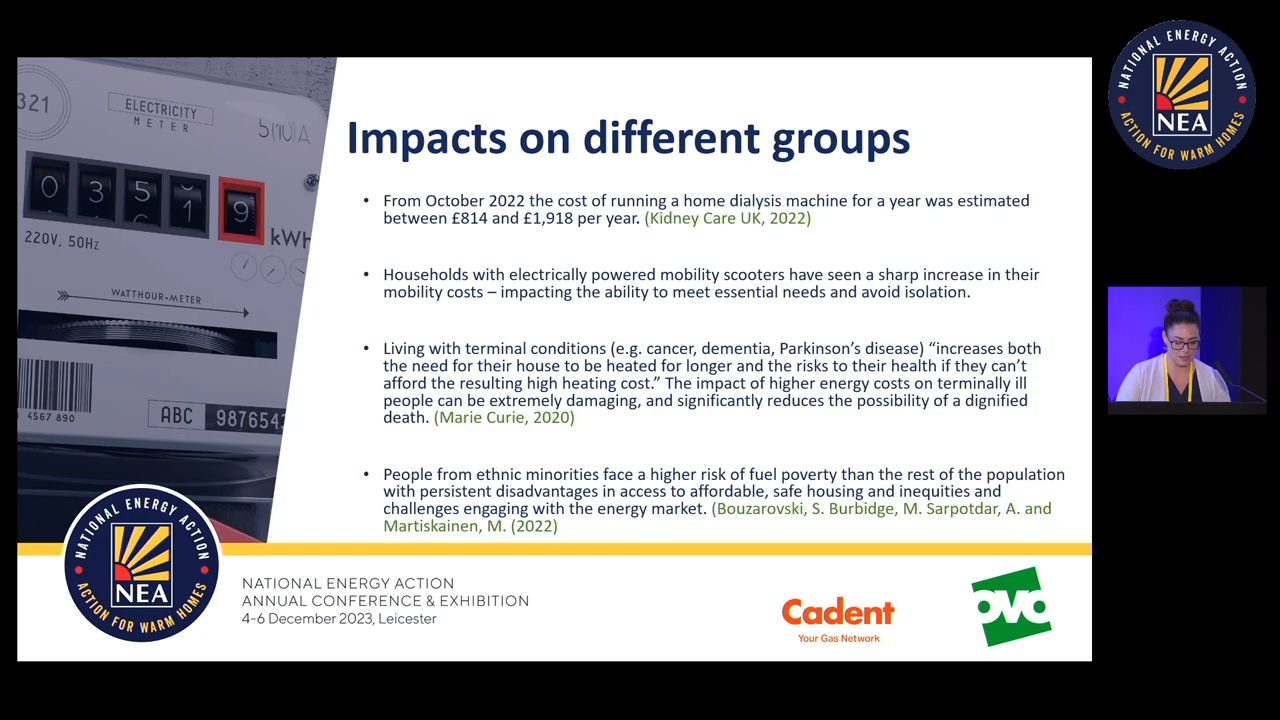 321
ELECTRICITY
METER
5(10)A
0 3 5 1 9
6
kWh
220V, 50Hz
WATTHOUR-METER
4567 890
ABC
9876543
Impacts on different groups
• From October 2022 the cost of running a home dialysis machine for a year was estimated
between £814 and £1,918 per year. (Kidney Care UK, 2022)
• Households with electrically powered mobility scooters have seen a sharp increase in their
mobility costs – impacting the ability to meet essential needs and avoid isolation.
• Living with terminal conditions (e.g. cancer, dementia, Parkinson’s disease) “increases both
the need for their house to be heated for longer and the risks to their health if they can’t
afford the resulting high heating cost.” The impact of higher energy costs on terminally ill
people can be extremely damaging, and significantly reduces the possibility of a dignified
death. (Marie Curie, 2020)
• People from ethnic minorities face a higher risk of fuel poverty than the rest of the population
with persistent disadvantages in access to affordable, safe housing and inequities and
challenges engaging with the energy market. (Bouzarovski, S. Burbidge, M. Sarpotdar, A. and
Martiskainen, M. (2022)
NATIONAL ENERGY ACTION
NEA
ACTION FOR WARM HOMES
NATIONAL ENERGY ACTION
ANNUAL CONFERENCE & EXHIBITION
4-6 December 2023, Leicester
Cadent
Your Gas Network
ovo
NATIONAL ENERGY ACTION
NEA
ACTION FOR WARM HOMES